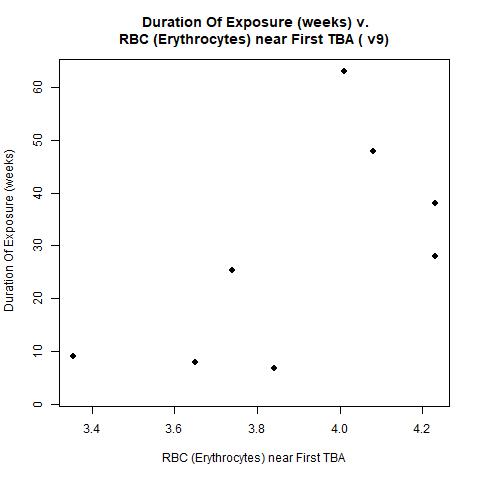 Duration Of Exposure (weeks) v.
RBC (Erythrocytes) near First TBA ( v9)
Duration Of Exposure (weeks)
60
50
40
30
20
10
0
3.4 3.6 3.8 4.0 4.2
RBC (Erythrocytes) near First TBA